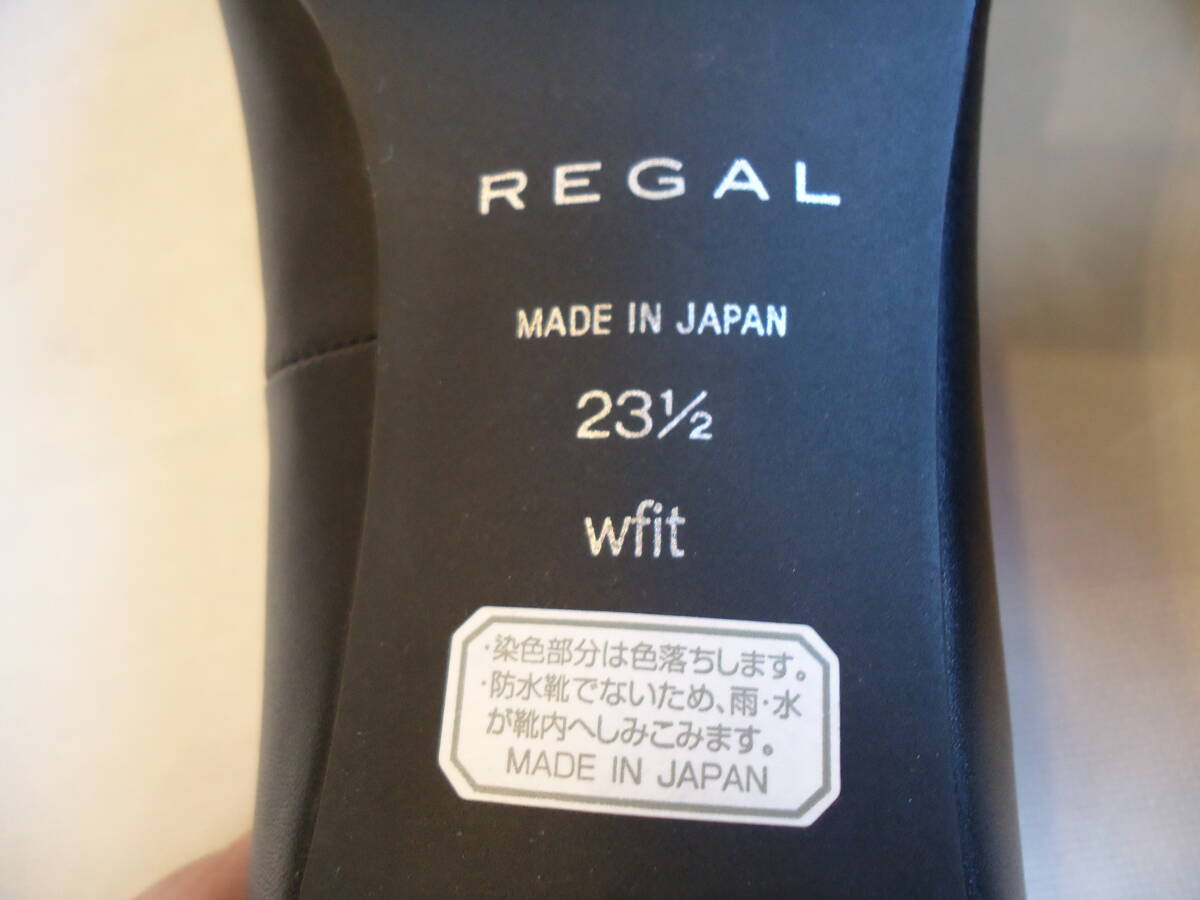 REGAL
MADE IN JAPAN
23½
wfit
・染色部分は色落ちします。
・防水靴でないため、雨・水
が靴内へしみこみます。
MADE IN JAPAN